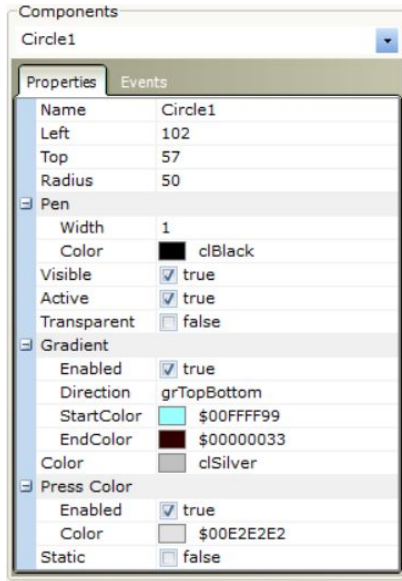 Components
Circle1
Properties Events
Name Circle1
Left 102
Top 57
Radius 50
Pen
Width 1
Color clBlack
Visible true
Active true
Transparent false
Gradient
Enabled true
Direction grTopBottom
StartColor $00FFFF99
EndColor $00000033
Color clSilver
Press Color
Enabled true
Color $00E2E2E2
Static false